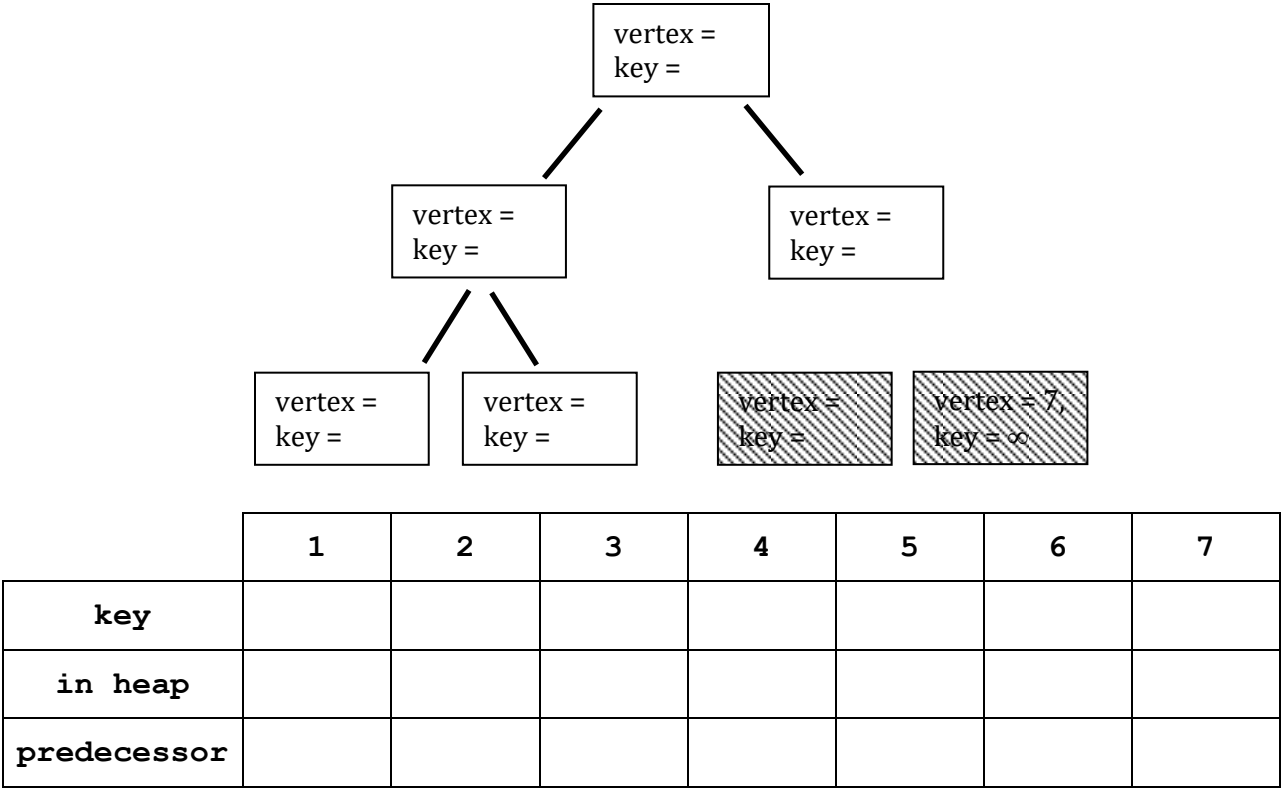 vertex =
key =
vertex =
key =
vertex =
key =
vertex =
key =
vertex =
key =
vertex =
key =
vertex = 7,
key = ∞
1 2 3 4 5 6 7
key
in heap
predecessor